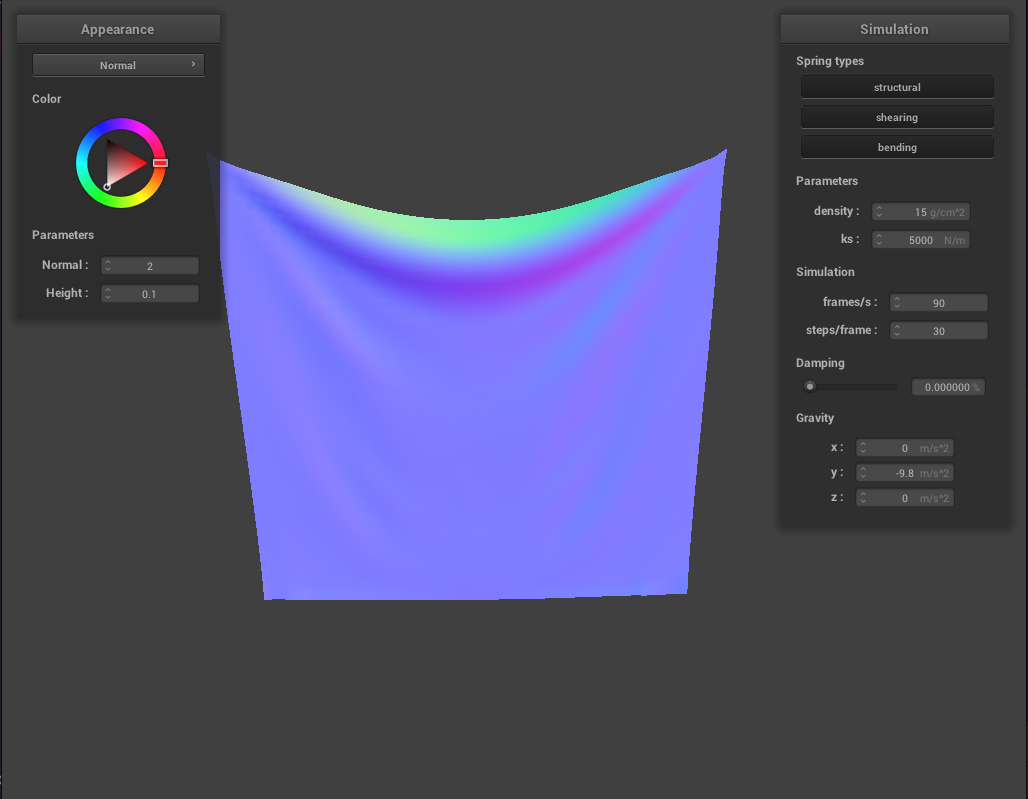 Appearance
Normal ›
Color
Parameters
Normal : 2
Height : 0.1
Simulation
Spring types
structural
shearing
bending
Parameters
density : 15 g/cm^2
ks : 5000 N/m
Simulation
frames/s : 90
steps/frame : 30
Damping
0.000000 %
Gravity
x : 0 m/s^2
y : -9.8 m/s^2
z : 0 m/s^2